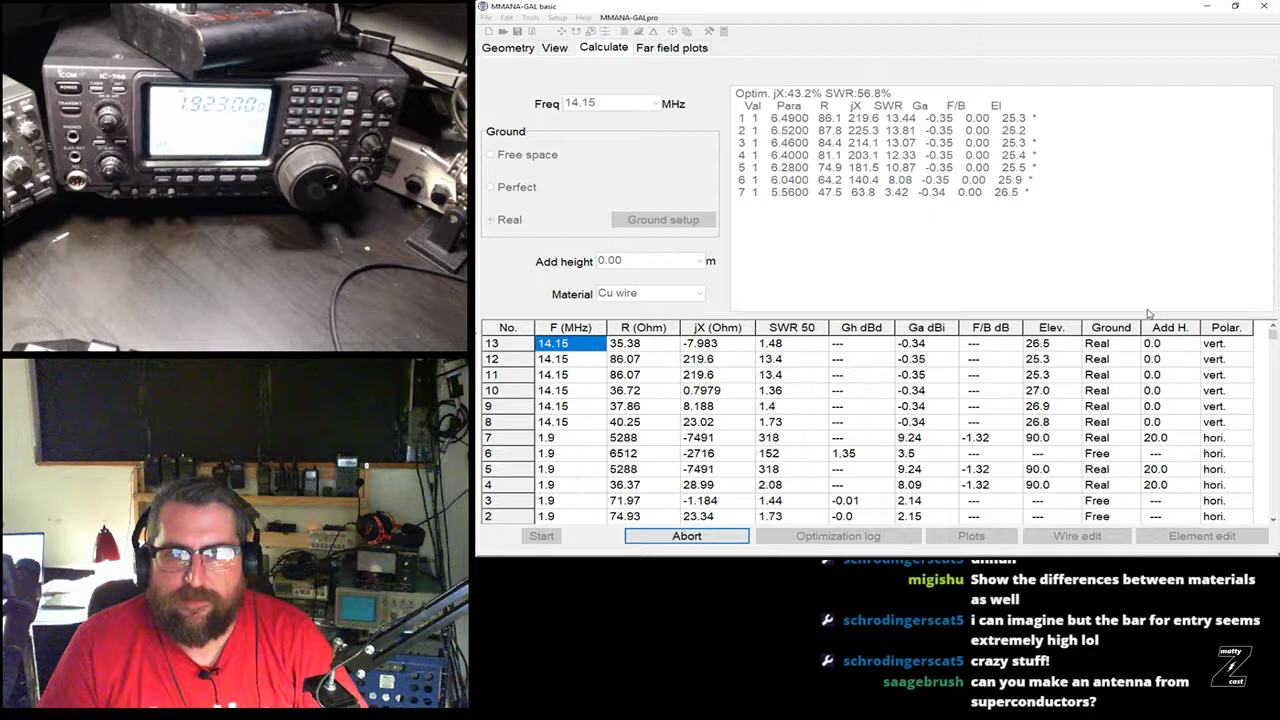 MMANA-GAL basic
File Edit Tools Setup Help MMANA-GALpro
Geometry View Calculate Far field plots
Freq 14.15 MHz
Ground
Free space
Perfect
Real Ground setup
Add height 0.00 m
Material Cu wire
Optim. jX:43.2% SWR:56.8%
Val Para R jX SWR Ga F/B El
1 1 6.4900 86.1 219.6 13.44 -0.35 0.00 25.3 *
2 1 6.5200 87.8 225.3 13.81 -0.35 0.00 25.2
3 1 6.4600 84.4 214.1 13.07 -0.35 0.00 25.3 *
4 1 6.4000 81.1 203.1 12.33 -0.35 0.00 25.4 *
5 1 6.2800 74.9 181.5 10.87 -0.35 0.00 25.5 *
6 1 6.0400 64.2 140.4 8.08 -0.35 0.00 25.9 *
7 1 5.5600 47.5 63.8 3.42 -0.34 0.00 26.5 *
No. F (MHz) R (Ohm) jX (Ohm) SWR 50 Gh dBd Ga dBi F/B dB Elev. Ground Add H. Polar.
13 14.15 35.38 -7.983 1.48 --- -0.34 --- 26.5 Real 0.0 vert.
12 14.15 86.07 219.6 13.4 --- -0.35 --- 25.3 Real 0.0 vert.
11 14.15 86.07 219.6 13.4 --- -0.35 --- 25.3 Real 0.0 vert.
10 14.15 36.72 0.7979 1.36 --- -0.34 --- 27.0 Real 0.0 vert.
9 14.15 37.86 8.188 1.4 --- -0.34 --- 26.9 Real 0.0 vert.
8 14.15 40.25 23.02 1.73 --- -0.34 --- 26.8 Real 0.0 vert.
7 1.9 5288 -7491 318 --- 9.24 -1.32 90.0 Real 20.0 hori.
6 1.9 6512 -2716 152 1.35 3.5 --- --- Free --- hori.
5 1.9 5288 -7491 318 --- 9.24 -1.32 90.0 Real 20.0 hori.
4 1.9 36.37 28.99 2.08 --- 8.09 -1.32 90.0 Real 20.0 hori.
3 1.9 71.97 -1.184 1.44 -0.01 2.14 --- --- Free --- hori.
2 1.9 74.93 23.34 1.73 -0.0 2.15 --- --- Free --- hori.
Start Abort Optimization log Plots Wire edit Element edit
ICOM
IC-746
POWER
TRANSMIT
PHONES
TUNER
1.923.00
schrodingerscat5
migishu Show the differences between materials
as well
schrodingerscat5 i can imagine but the bar for entry seems
extremely high lol
schrodingerscat5 crazy stuff!
saagebrush can you make an antenna from
superconductors?
matty
Z
cast